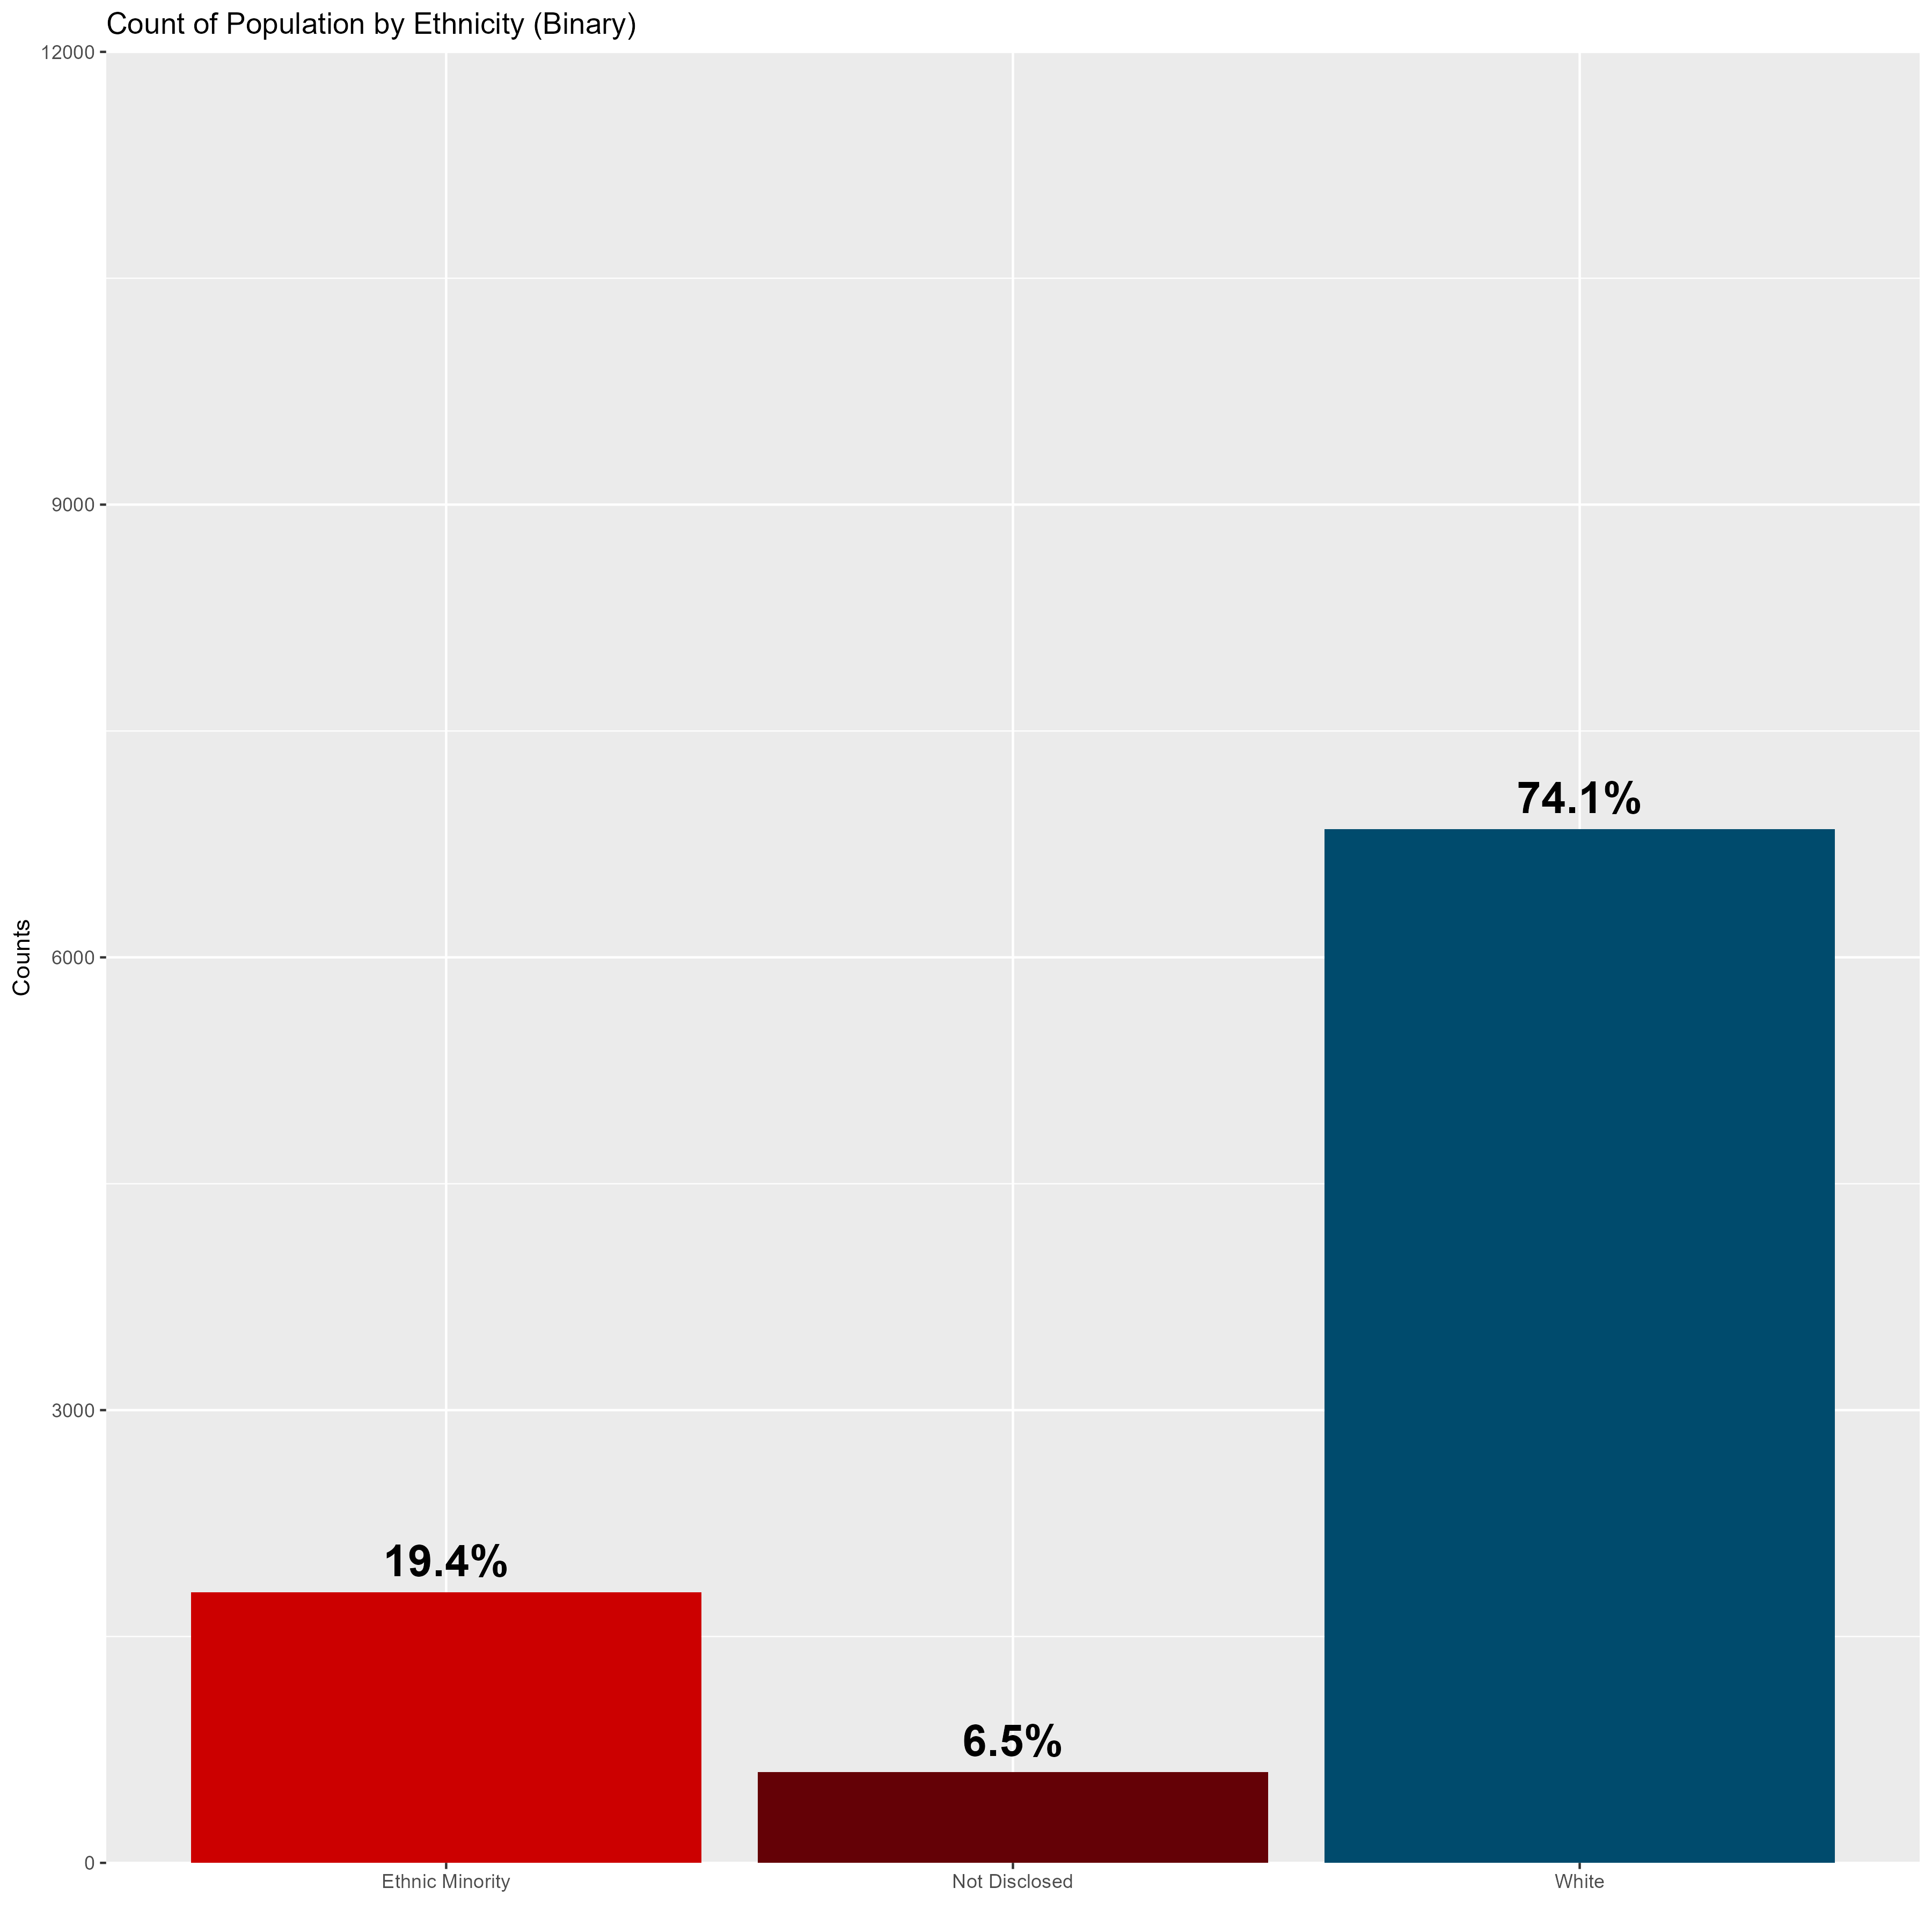 Count of Population by Ethnicity (Binary)
12000
9000
6000
3000
0
Counts
74.1%
19.4%
6.5%
Ethnic Minority
Not Disclosed
White